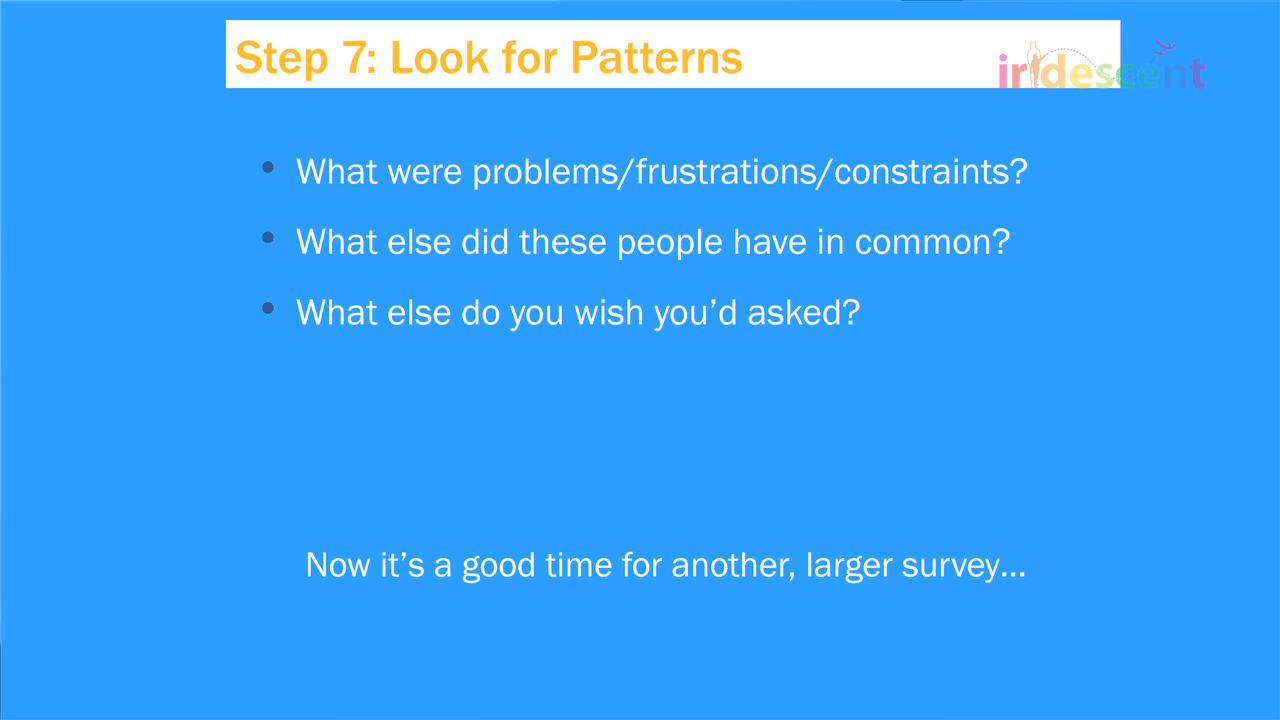 Step 7: Look for Patterns
iridescent
• What were problems/frustrations/constraints?
• What else did these people have in common?
• What else do you wish you’d asked?
Now it’s a good time for another, larger survey...